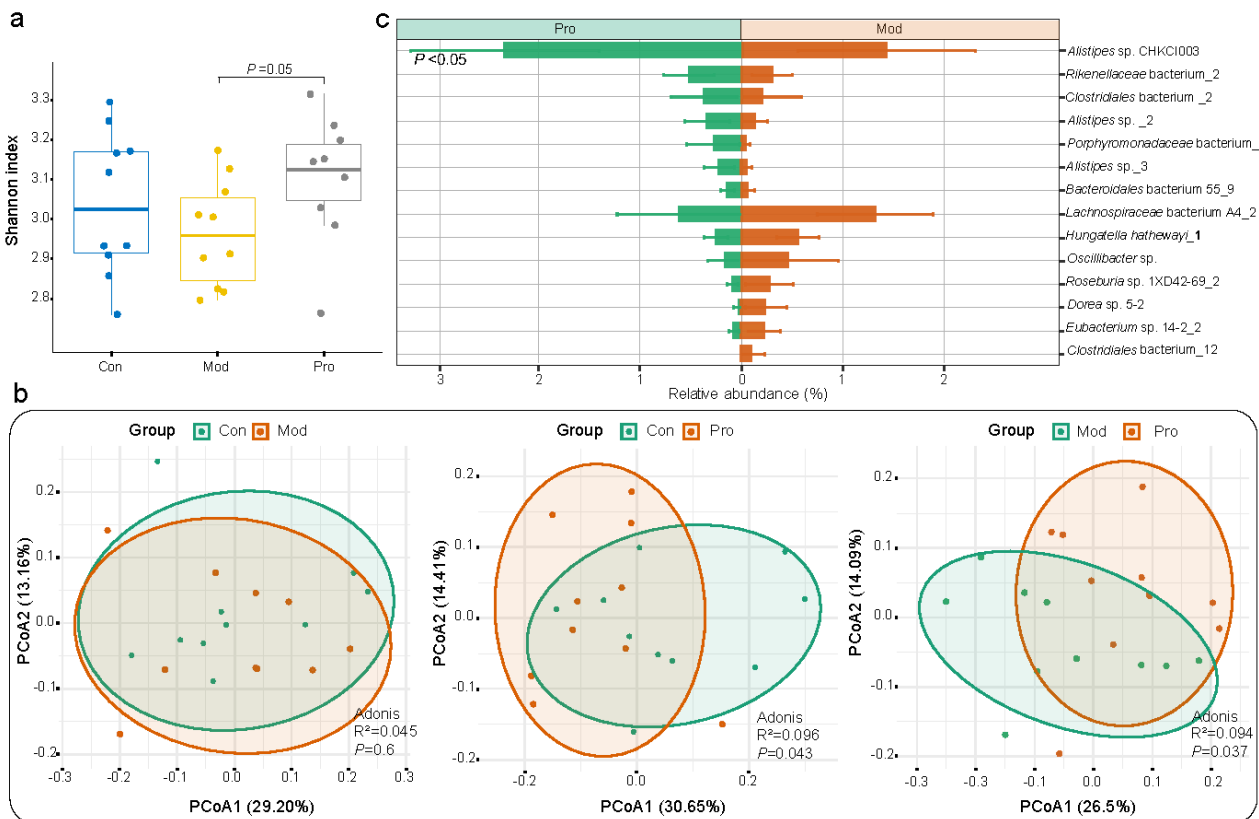 a
P=0.05
Shannon index
3.3
3.2
3.1
3.0
2.9
2.8
Con Mod Pro
c
Pro Mod
P <0.05
Alistipes sp. CHKCI003
Rikenellaceae bacterium_2
Clostridiales bacterium _2
Alistipes sp. _2
Porphyromonadaceae bacterium_
Alistipes sp._3
Bacteroidales bacterium 55_9
Lachnospiraceae bacterium A4_2
Hungatella hathewayi_1
Oscillibacter sp.
Roseburia sp. 1XD42-69_2
Dorea sp. 5-2
Eubacterium sp. 14-2_2
Clostridiales bacterium_12
3 2 1 0 1 2
Relative abundance (%)
b
Group Con Mod
PCoA2 (13.16%)
0.2
0.1
0.0
-0.1
-0.2
Adonis
R²=0.045
P=0.6
-0.3 -0.2 -0.1 0.0 0.1 0.2 0.3
PCoA1 (29.20%)
Group Con Pro
PCoA2 (14.41%)
0.2
0.1
0.0
-0.1
-0.2
Adonis
R²=0.096
P=0.043
-0.3 -0.2 -0.1 0.0 0.1 0.2 0.3
PCoA1 (30.65%)
Group Mod Pro
PCoA2 (14.09%)
0.2
0.1
0.0
-0.1
-0.2
Adonis
R²=0.094
P=0.037
-0.3 -0.2 -0.1 0.0 0.1 0.2
PCoA1 (26.5%)